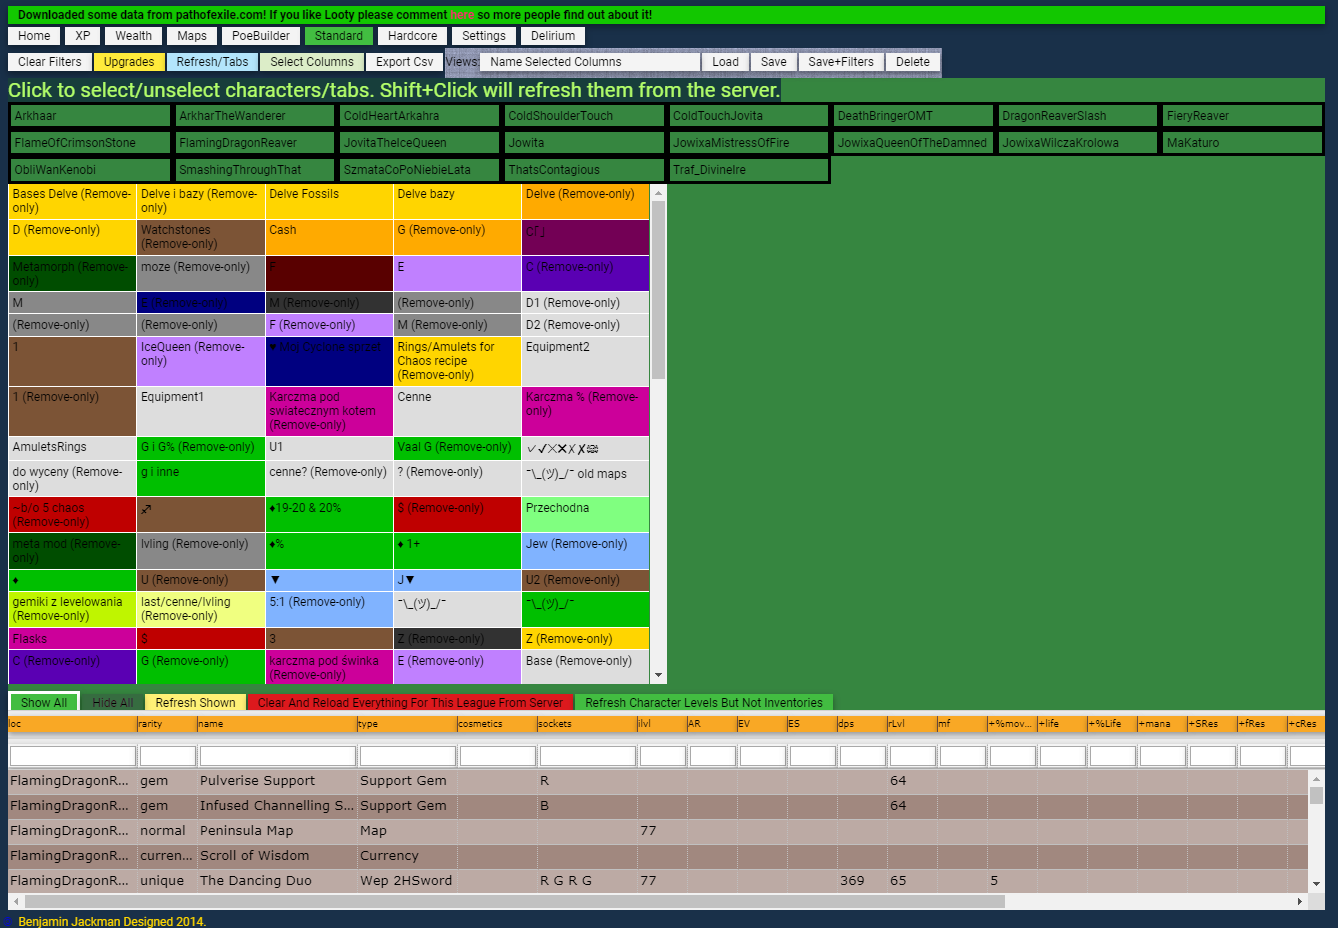 Downloaded some data from pathofexile.com! If you like Looty please comment here so more people find out about it!
Home XP Wealth Maps PoeBuilder Standard Hardcore Settings Delirium
Clear Filters Upgrades Refresh/Tabs Select Columns Export Csv Views: Name Selected Columns Load Save Save+Filters Delete
Click to select/unselect characters/tabs. Shift+Click will refresh them from the server.
Arkhaar ArkharTheWanderer ColdHeartArkahra ColdShoulderTouch ColdTouchJovita DeathBringerOMT DragonReaverSlash FieryReaver
FlameOfCrimsonStone FlamingDragonReaver JovitaTheIceQueen Jowita JowixaMistressOfFire JowixaQueenOfTheDamned JowixaWilczaKrolowa MaKaturo
ObliWanKenobi SmashingThroughThat SzmataCoPoNiebieLata ThatsContagious Traf_DivineIre
Bases Delve (Remove-only) Delve i bazy (Remove-only) Delve Fossils Delve bazy Delve (Remove-only)
D (Remove-only) Watchstones (Remove-only) Cash G (Remove-only)
Metamorph (Remove-only) moze (Remove-only) F E C (Remove-only)
M E (Remove-only) M (Remove-only) (Remove-only) D1 (Remove-only)
(Remove-only) (Remove-only) F (Remove-only) M (Remove-only) D2 (Remove-only)
1 IceQueen (Remove-only) ♥ Moj Cyclone sprzet Rings/Amulets for Chaos recipe (Remove-only) Equipment2
1 (Remove-only) Equipment1 Karczma pod swiatecznym kotem (Remove-only) Cenne Karczma % (Remove-only)
AmuletsRings G i G% (Remove-only) U1 Vaal G (Remove-only) ✓✔✕✖✗✘
do wyceny (Remove-only) g i inne cenne? (Remove-only) ? (Remove-only) ¯\_(ツ)_/¯ old maps
~b/o 5 chaos (Remove-only) ♐ ♦19-20 & 20% $ (Remove-only) Przechodna
meta mod (Remove-only) lvling (Remove-only) ♦% ♦ 1+ Jew (Remove-only)
♦ U (Remove-only) ▼ J▼ U2 (Remove-only)
gemiki z levelowania (Remove-only) last/cenne/lvling (Remove-only) 5:1 (Remove-only) ¯\_(ツ)_/¯ ¯\_(ツ)_/¯
Flasks $ 3 Z (Remove-only) Z (Remove-only)
C (Remove-only) G (Remove-only) karczma pod świnka (Remove-only) E (Remove-only) Base (Remove-only)
Show All Hide All Refresh Shown Clear And Reload Everything For This League From Server Refresh Character Levels But Not Inventories
loc rarity name type cosmetics sockets ilvl AR EV ES dps rLvl mf +%mov... +life +%Life +mana +SRes +fRes +cRes
FlamingDragonR... gem Pulverise Support Support Gem R 64
FlamingDragonR... gem Infused Channelling S... Support Gem B 64
FlamingDragonR... normal Peninsula Map Map 77
FlamingDragonR... curren... Scroll of Wisdom Currency
FlamingDragonR... unique The Dancing Duo Wep 2HSword R G R G 77 369 65 5
Benjamin Jackman Designed 2014.